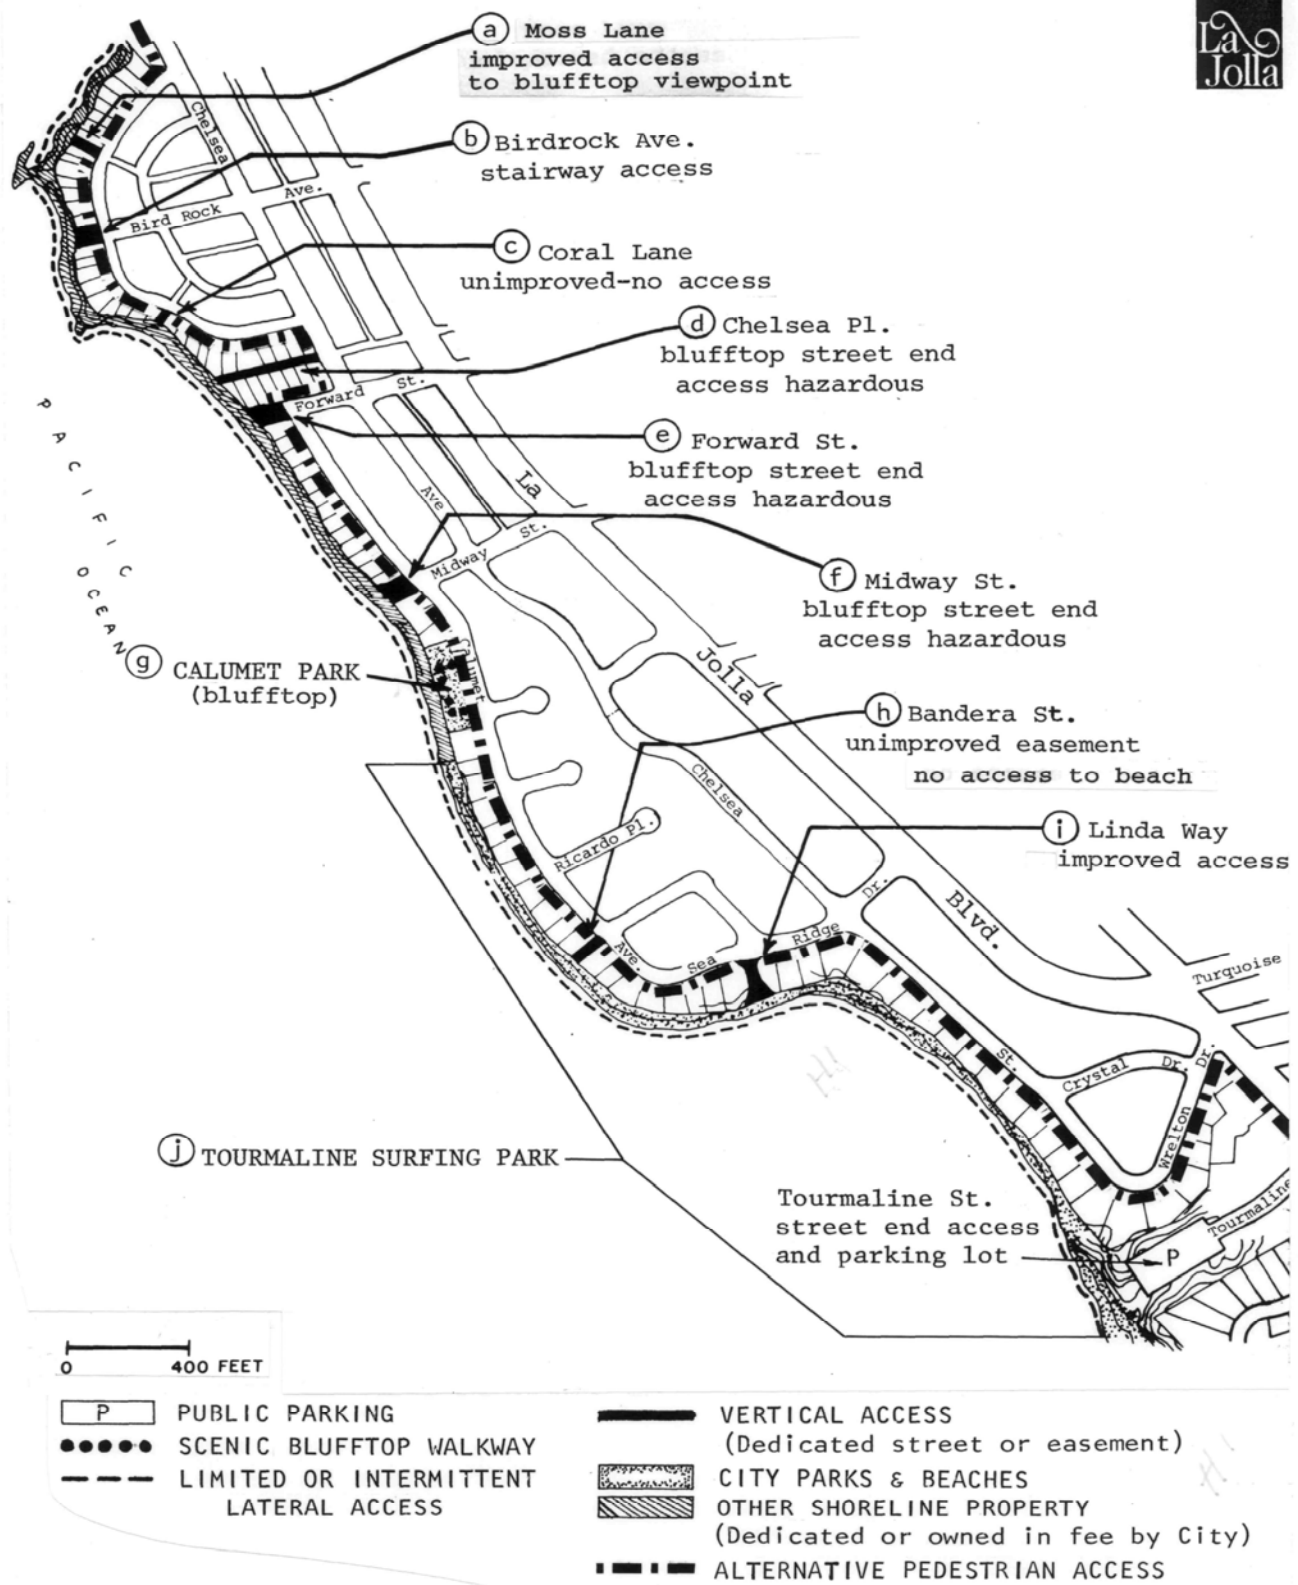 La
Jolla
a Moss Lane
improved access
to blufftop viewpoint
b Birdrock Ave.
stairway access
Chelsea
Bird Rock Ave.
c Coral Lane
unimproved-no access
d Chelsea Pl.
blufftop street end
access hazardous
Forward St.
e Forward St.
blufftop street end
access hazardous
PACIFIC
OCEAN
La
Ave
Midway St.
f Midway St.
blufftop street end
access hazardous
g CALUMET PARK
(blufftop)
Calumet
Jolla
h Bandera St.
unimproved easement
no access to beach
Chelsea
Ricardo Pl.
i Linda Way
improved access
Dr.
Blvd.
Ave.
Sea Ridge
Turquoise
St.
Crystal Dr.
Dr.
Wrelton
j TOURMALINE SURFING PARK
Tourmaline St.
street end access
and parking lot
P
Tourmaline
0 400 FEET
P PUBLIC PARKING
SCENIC BLUFFTOP WALKWAY
LIMITED OR INTERMITTENT
LATERAL ACCESS
VERTICAL ACCESS
(Dedicated street or easement)
CITY PARKS & BEACHES
OTHER SHORELINE PROPERTY
(Dedicated or owned in fee by City)
ALTERNATIVE PEDESTRIAN ACCESS